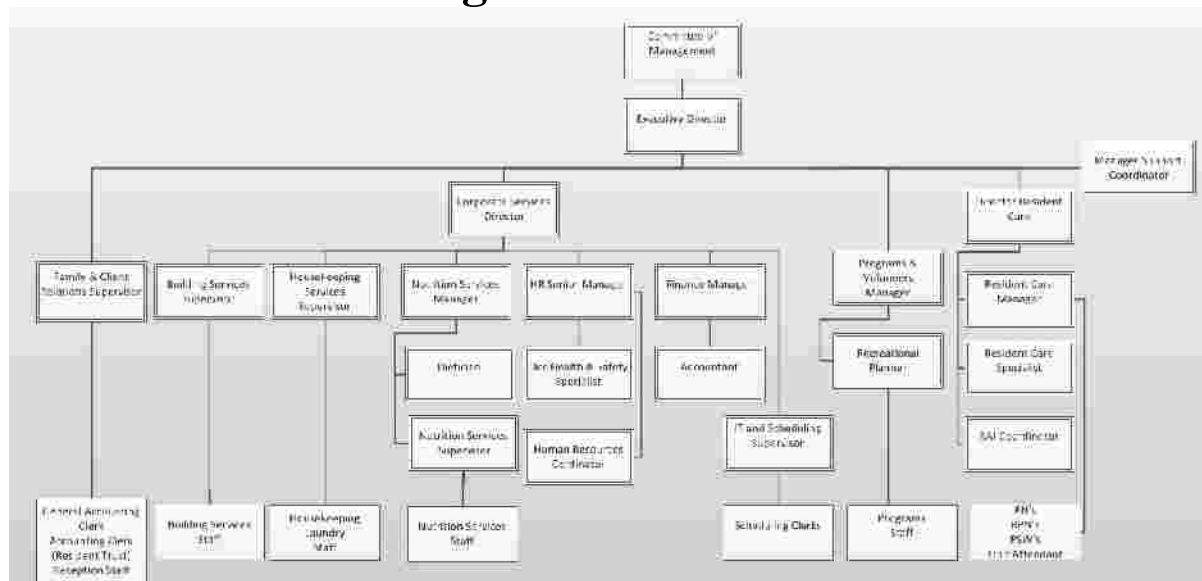 Committee of
Management
Executive Director
Manager Support
Coordinator
Corporate Services
Director
Director Resident
Care
Family & Client
Relations Supervisor
Building Services
Supervisor
Housekeeping
Services
Supervisor
Nutrition Services
Manager
HR Senior Manager
Finance Manager
Programs &
Volunteers
Manager
Resident Care
Manager
Dietician
Specialist
Accountant
Recreational
Planner
Resident Care
Specialist
Nutrition Services
Supervisor
Human Resources
Cordinator
IT and Scheduling
Supervisor
RAI Coordinator
General Accounting
Clerk
Accounting Clerk
(Resident Trust)
Reception Staff
Building Services
Staff
Housekeeping
Laundry
Staff
Nutrition Services
Staff
Scheduling Clerks
Programs
Staff
RN's
RPN's
PSW's
Attendant